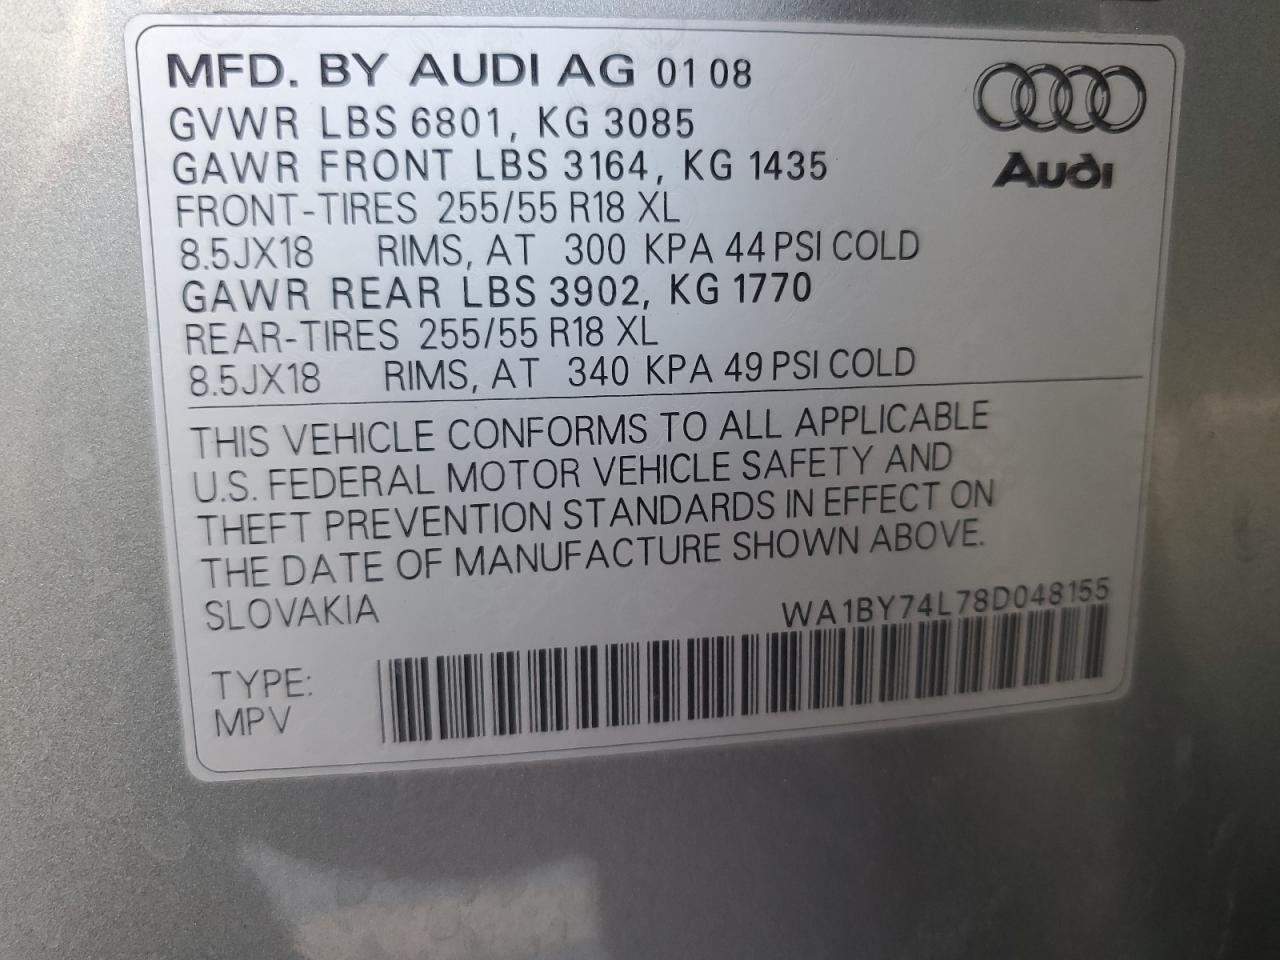 MFD. BY AUDI AG 01 08
GVWR LBS 6801, KG 3085
GAWR FRONT LBS 3164, KG 1435
FRONT-TIRES 255/55 R18 XL
8.5JX18 RIMS, AT 300 KPA 44 PSI COLD
GAWR REAR LBS 3902, KG 1770
REAR-TIRES 255/55 R18 XL
8.5JX18 RIMS, AT 340 KPA 49 PSI COLD
Audi
THIS VEHICLE CONFORMS TO ALL APPLICABLE
U.S. FEDERAL MOTOR VEHICLE SAFETY AND
THEFT PREVENTION STANDARDS IN EFFECT ON
THE DATE OF MANUFACTURE SHOWN ABOVE.
SLOVAKIA
WA1BY74L78D048155
TYPE:
MPV